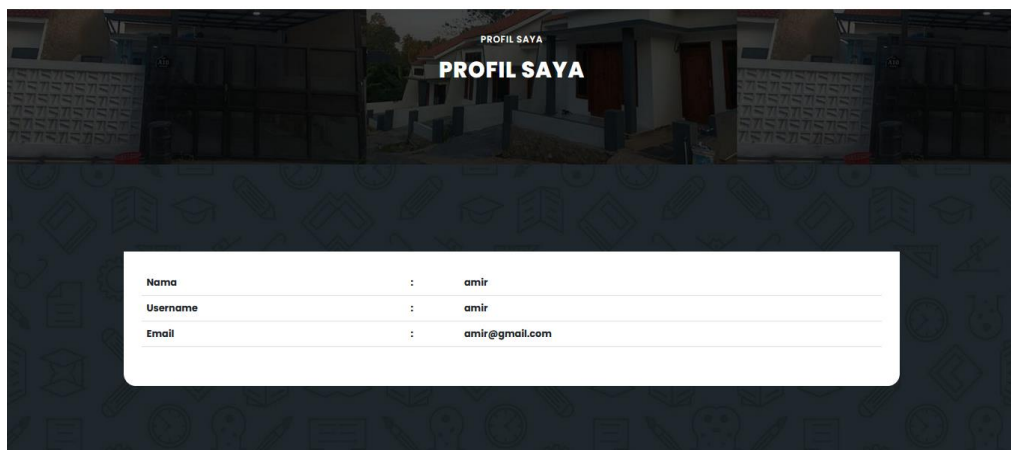 PROFIL SAYA
PROFIL SAYA
Nama : amir
Username : amir
Email : amir@gmail.com